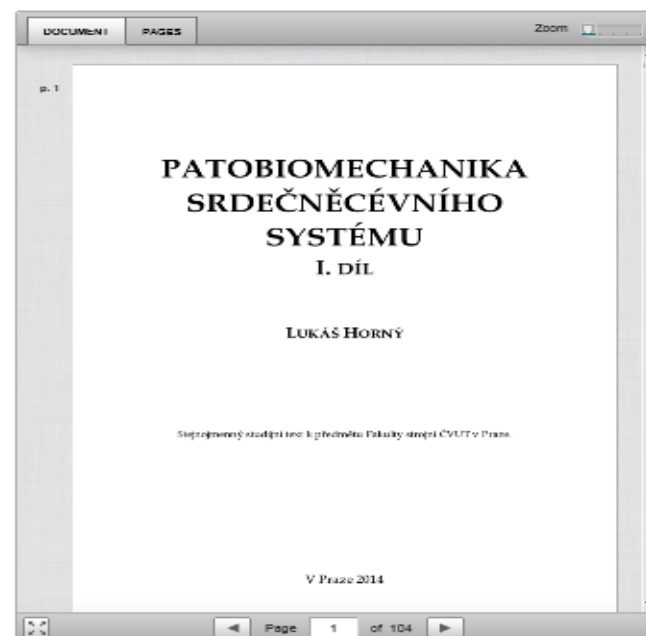 DOCUMENT PAGES Zoom
p. 1
PATOBIOMECHANIKA
SRDEČNĚCÉVNÍHO
SYSTÉMU
I. DÍL
LUKÁŠ HORNÝ
Stejnojmenný studijní text k předmětu Fakulty strojní ČVUT v Praze.
V Praze 2014
Page 1 of 104